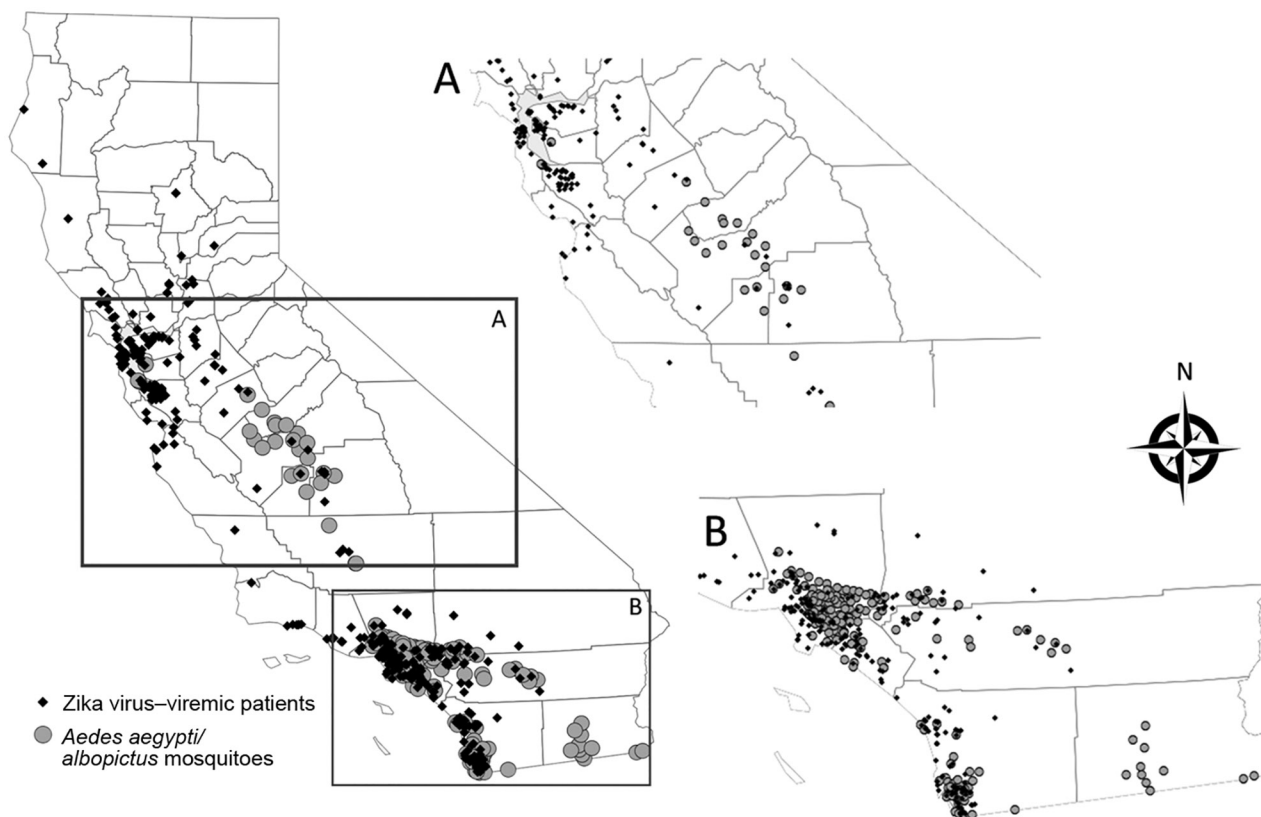 A
A
N
B
B
Zika virus–viremic patients
Aedes aegypti/
albopictus mosquitoes